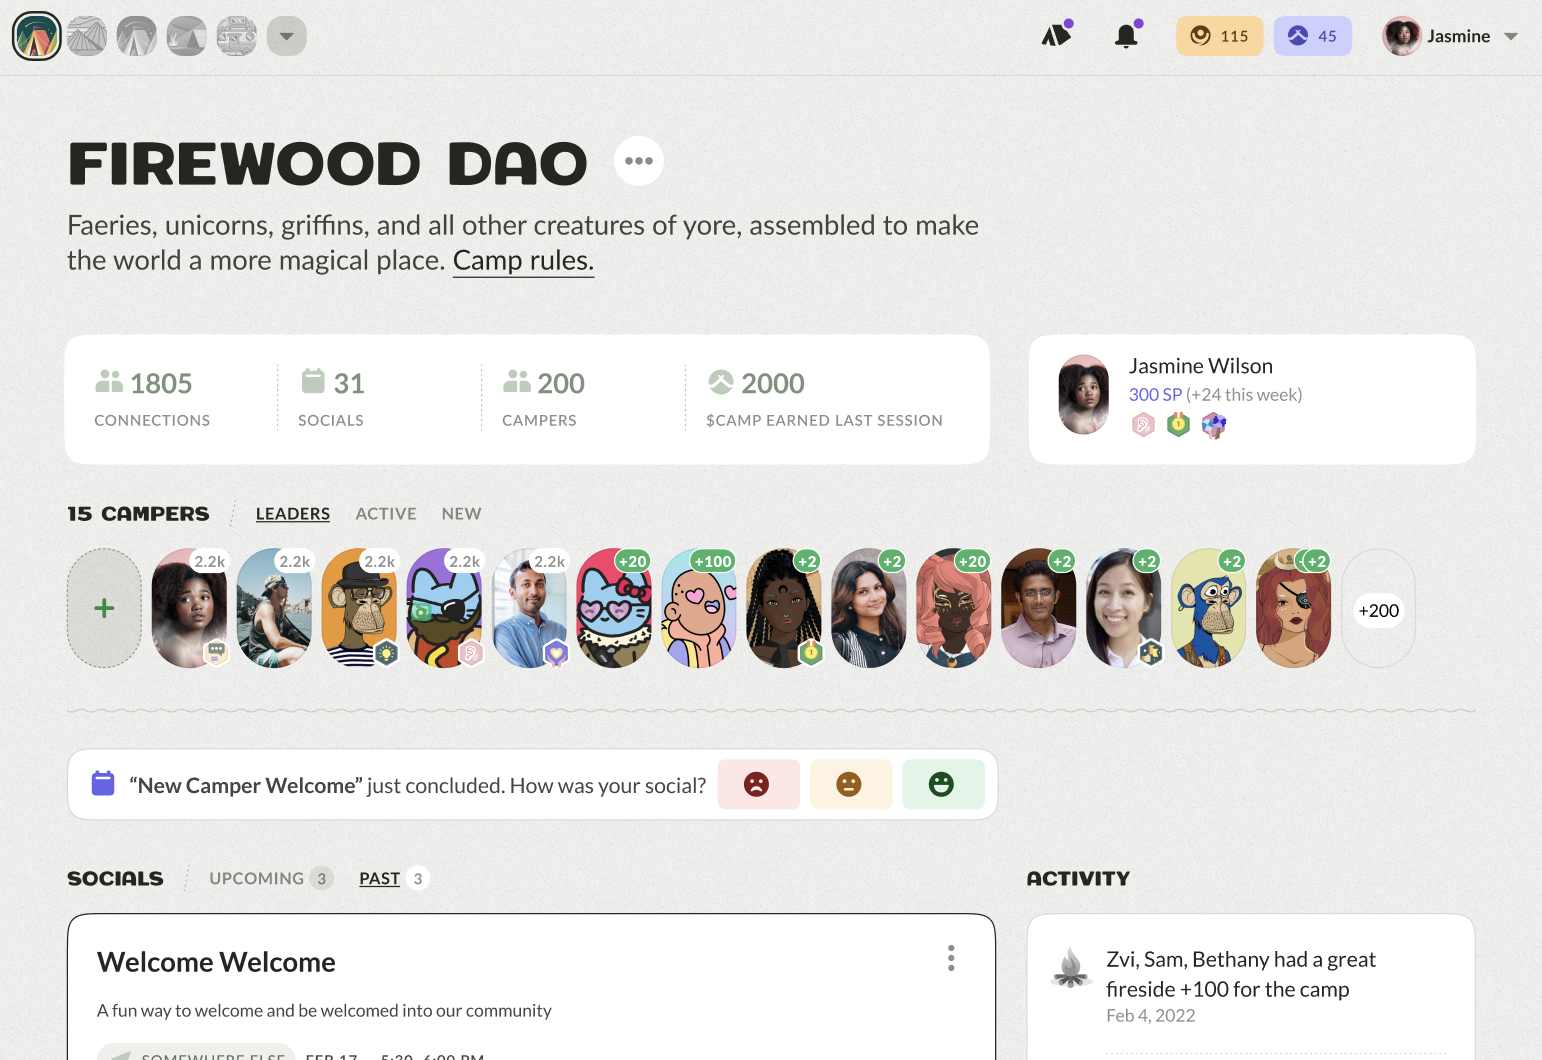 115
45
Jasmine
FIREWOOD DAO
Faeries, unicorns, griffins, and all other creatures of yore, assembled to make
the world a more magical place. Camp rules.
1805
CONNECTIONS
31
SOCIALS
200
CAMPERS
2000
$CAMP EARNED LAST SESSION
Jasmine Wilson
300 SP (+24 this week)
1
15 CAMPERS
LEADERS
ACTIVE
NEW
+
2.2k
2.2k
2.2k
2.2k
2.2k
+20
+100
+2
+2
+20
+2
+2
+2
+2
+200
1
“New Camper Welcome” just concluded. How was your social?
SOCIALS
UPCOMING 3
PAST 3
Welcome Welcome
A fun way to welcome and be welcomed into our community
SOMEWHERE ELSE
FEB 17
5:30 - 6:00 PM
ACTIVITY
Zvi, Sam, Bethany had a great
fireside +100 for the camp
Feb 4, 2022